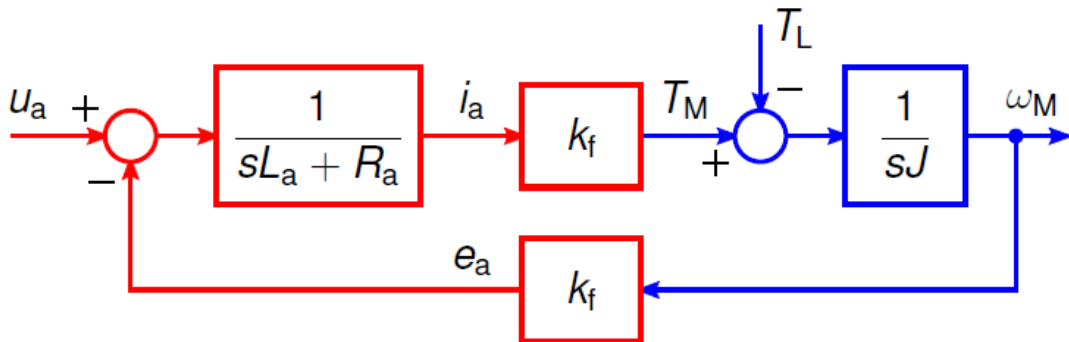 T_L
u_a + − 1/(sL_a + R_a) i_a k_f T_M + − 1/(sJ) ω_M
e_a k_f